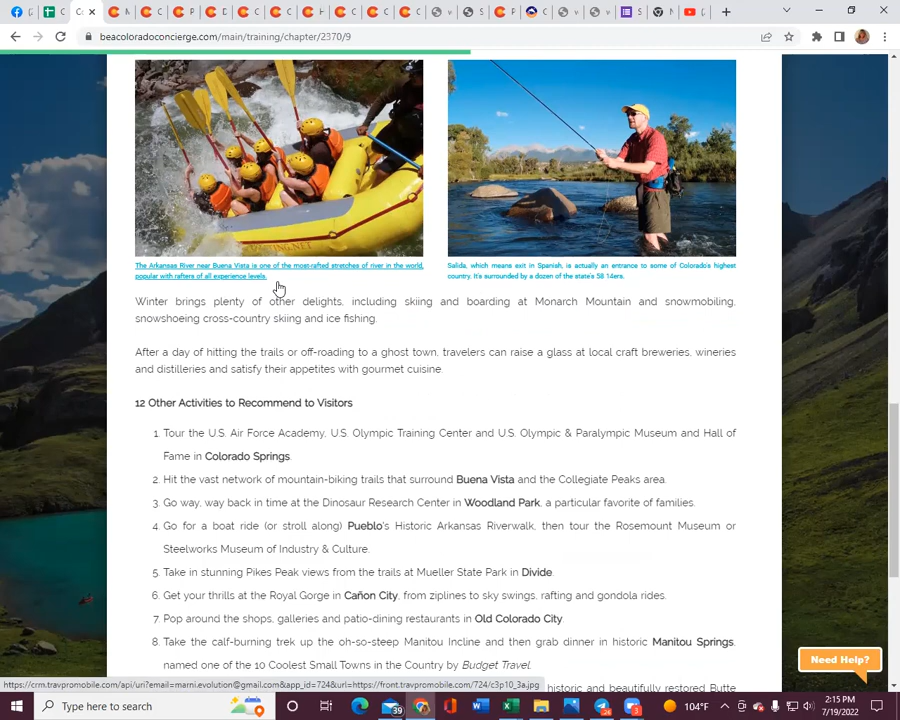 beacoloradoconcierge.com/main/training/chapter/2370/9
The Arkansas River near Buena Vista is one of the most-rafted stretches of river in the world,
popular with rafters of all experience levels.
Salida, which means exit in Spanish, is actually an entrance to some of Colorado's highest
country. It's surrounded by a dozen of the state's 58 14ers.
Winter brings plenty of other delights, including skiing and boarding at Monarch Mountain and snowmobiling,
snowshoeing cross-country skiing and ice fishing.
After a day of hitting the trails or off-roading to a ghost town, travelers can raise a glass at local craft breweries, wineries
and distilleries and satisfy their appetites with gourmet cuisine.
12 Other Activities to Recommend to Visitors
1. Tour the U.S. Air Force Academy, U.S. Olympic Training Center and U.S. Olympic & Paralympic Museum and Hall of
Fame in Colorado Springs.
2. Hit the vast network of mountain-biking trails that surround Buena Vista and the Collegiate Peaks area.
3. Go way, way back in time at the Dinosaur Research Center in Woodland Park, a particular favorite of families.
4. Go for a boat ride (or stroll along) Pueblo's Historic Arkansas Riverwalk, then tour the Rosemount Museum or
Steelworks Museum of Industry & Culture.
5. Take in stunning Pikes Peak views from the trails at Mueller State Park in Divide.
6. Get your thrills at the Royal Gorge in Cañon City, from ziplines to sky swings, rafting and gondola rides.
7. Pop around the shops, galleries and patio-dining restaurants in Old Colorado City.
8. Take the calf-burning trek up the oh-so-steep Manitou Incline and then grab dinner in historic Manitou Springs,
named one of the 10 Coolest Small Towns in the Country by Budget Travel.
Need Help?
historic and beautifully restored Butte
https://crm.travpromobile.com/api/uri?email=marni.evolution@gmail.com&app_id=724&url=https://front.travpromobile.com/724/c3p10_3a.jpg
Type here to search
39
3
104°F
2:15 PM
7/19/2022